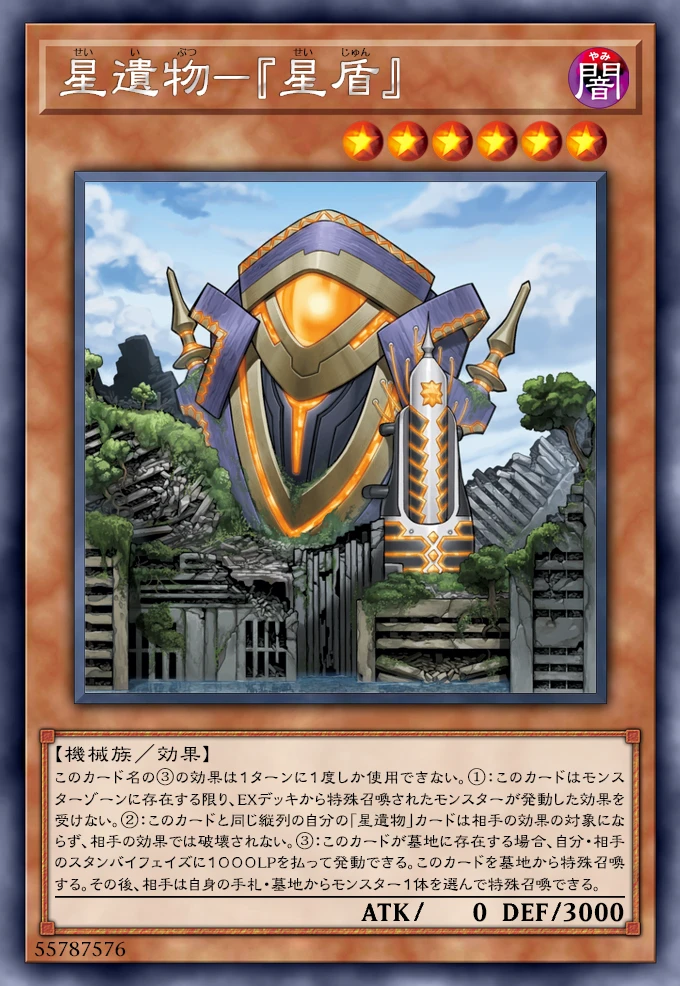 せい い ぶつ せい じゅん
星遺物－『星盾』
やみ
闇
【機械族／効果】
このカード名の③の効果は１ターンに１度しか使用できない。①：このカードはモンス
ターゾーンに存在する限り、EXデッキから特殊召喚されたモンスターが発動した効果を
受けない。②：このカードと同じ縦列の自分の「星遺物」カードは相手の効果の対象にな
らず、相手の効果では破壊されない。③：このカードが墓地に存在する場合、自分・相手
のスタンバイフェイズに１０００LPを払って発動できる。このカードを墓地から特殊召喚
する。その後、相手は自身の手札・墓地からモンスター１体を選んで特殊召喚できる。
ATK/ 0 DEF/3000
55787576